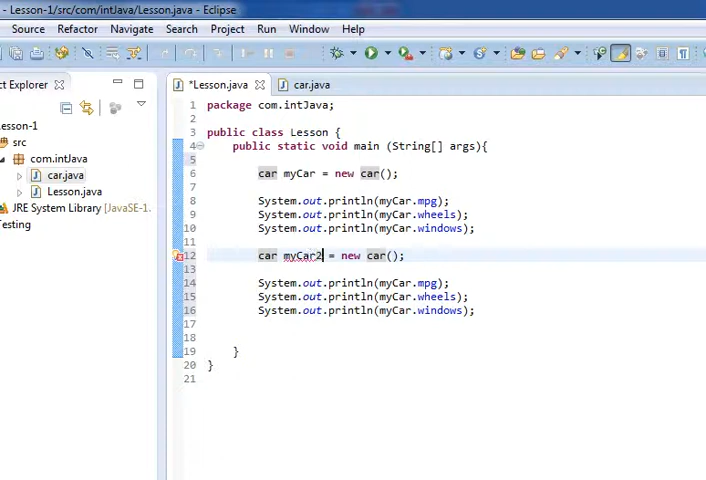 - Lesson-1/src/com/intJava/Lesson.java - Eclipse
Source Refactor Navigate Search Project Run Window Help
ct Explorer
*Lesson.java car.java
esson-1
src
com.intJava
car.java
Lesson.java
JRE System Library [JavaSE-1.
Testing
1 package com.intJava;
2
3 public class Lesson {
4 public static void main (String[] args){
5
6 car myCar = new car();
7
8 System.out.println(myCar.mpg);
9 System.out.println(myCar.wheels);
10 System.out.println(myCar.windows);
11
12 car myCar2 = new car();
13
14 System.out.println(myCar.mpg);
15 System.out.println(myCar.wheels);
16 System.out.println(myCar.windows);
17
18
19 }
20 }
21